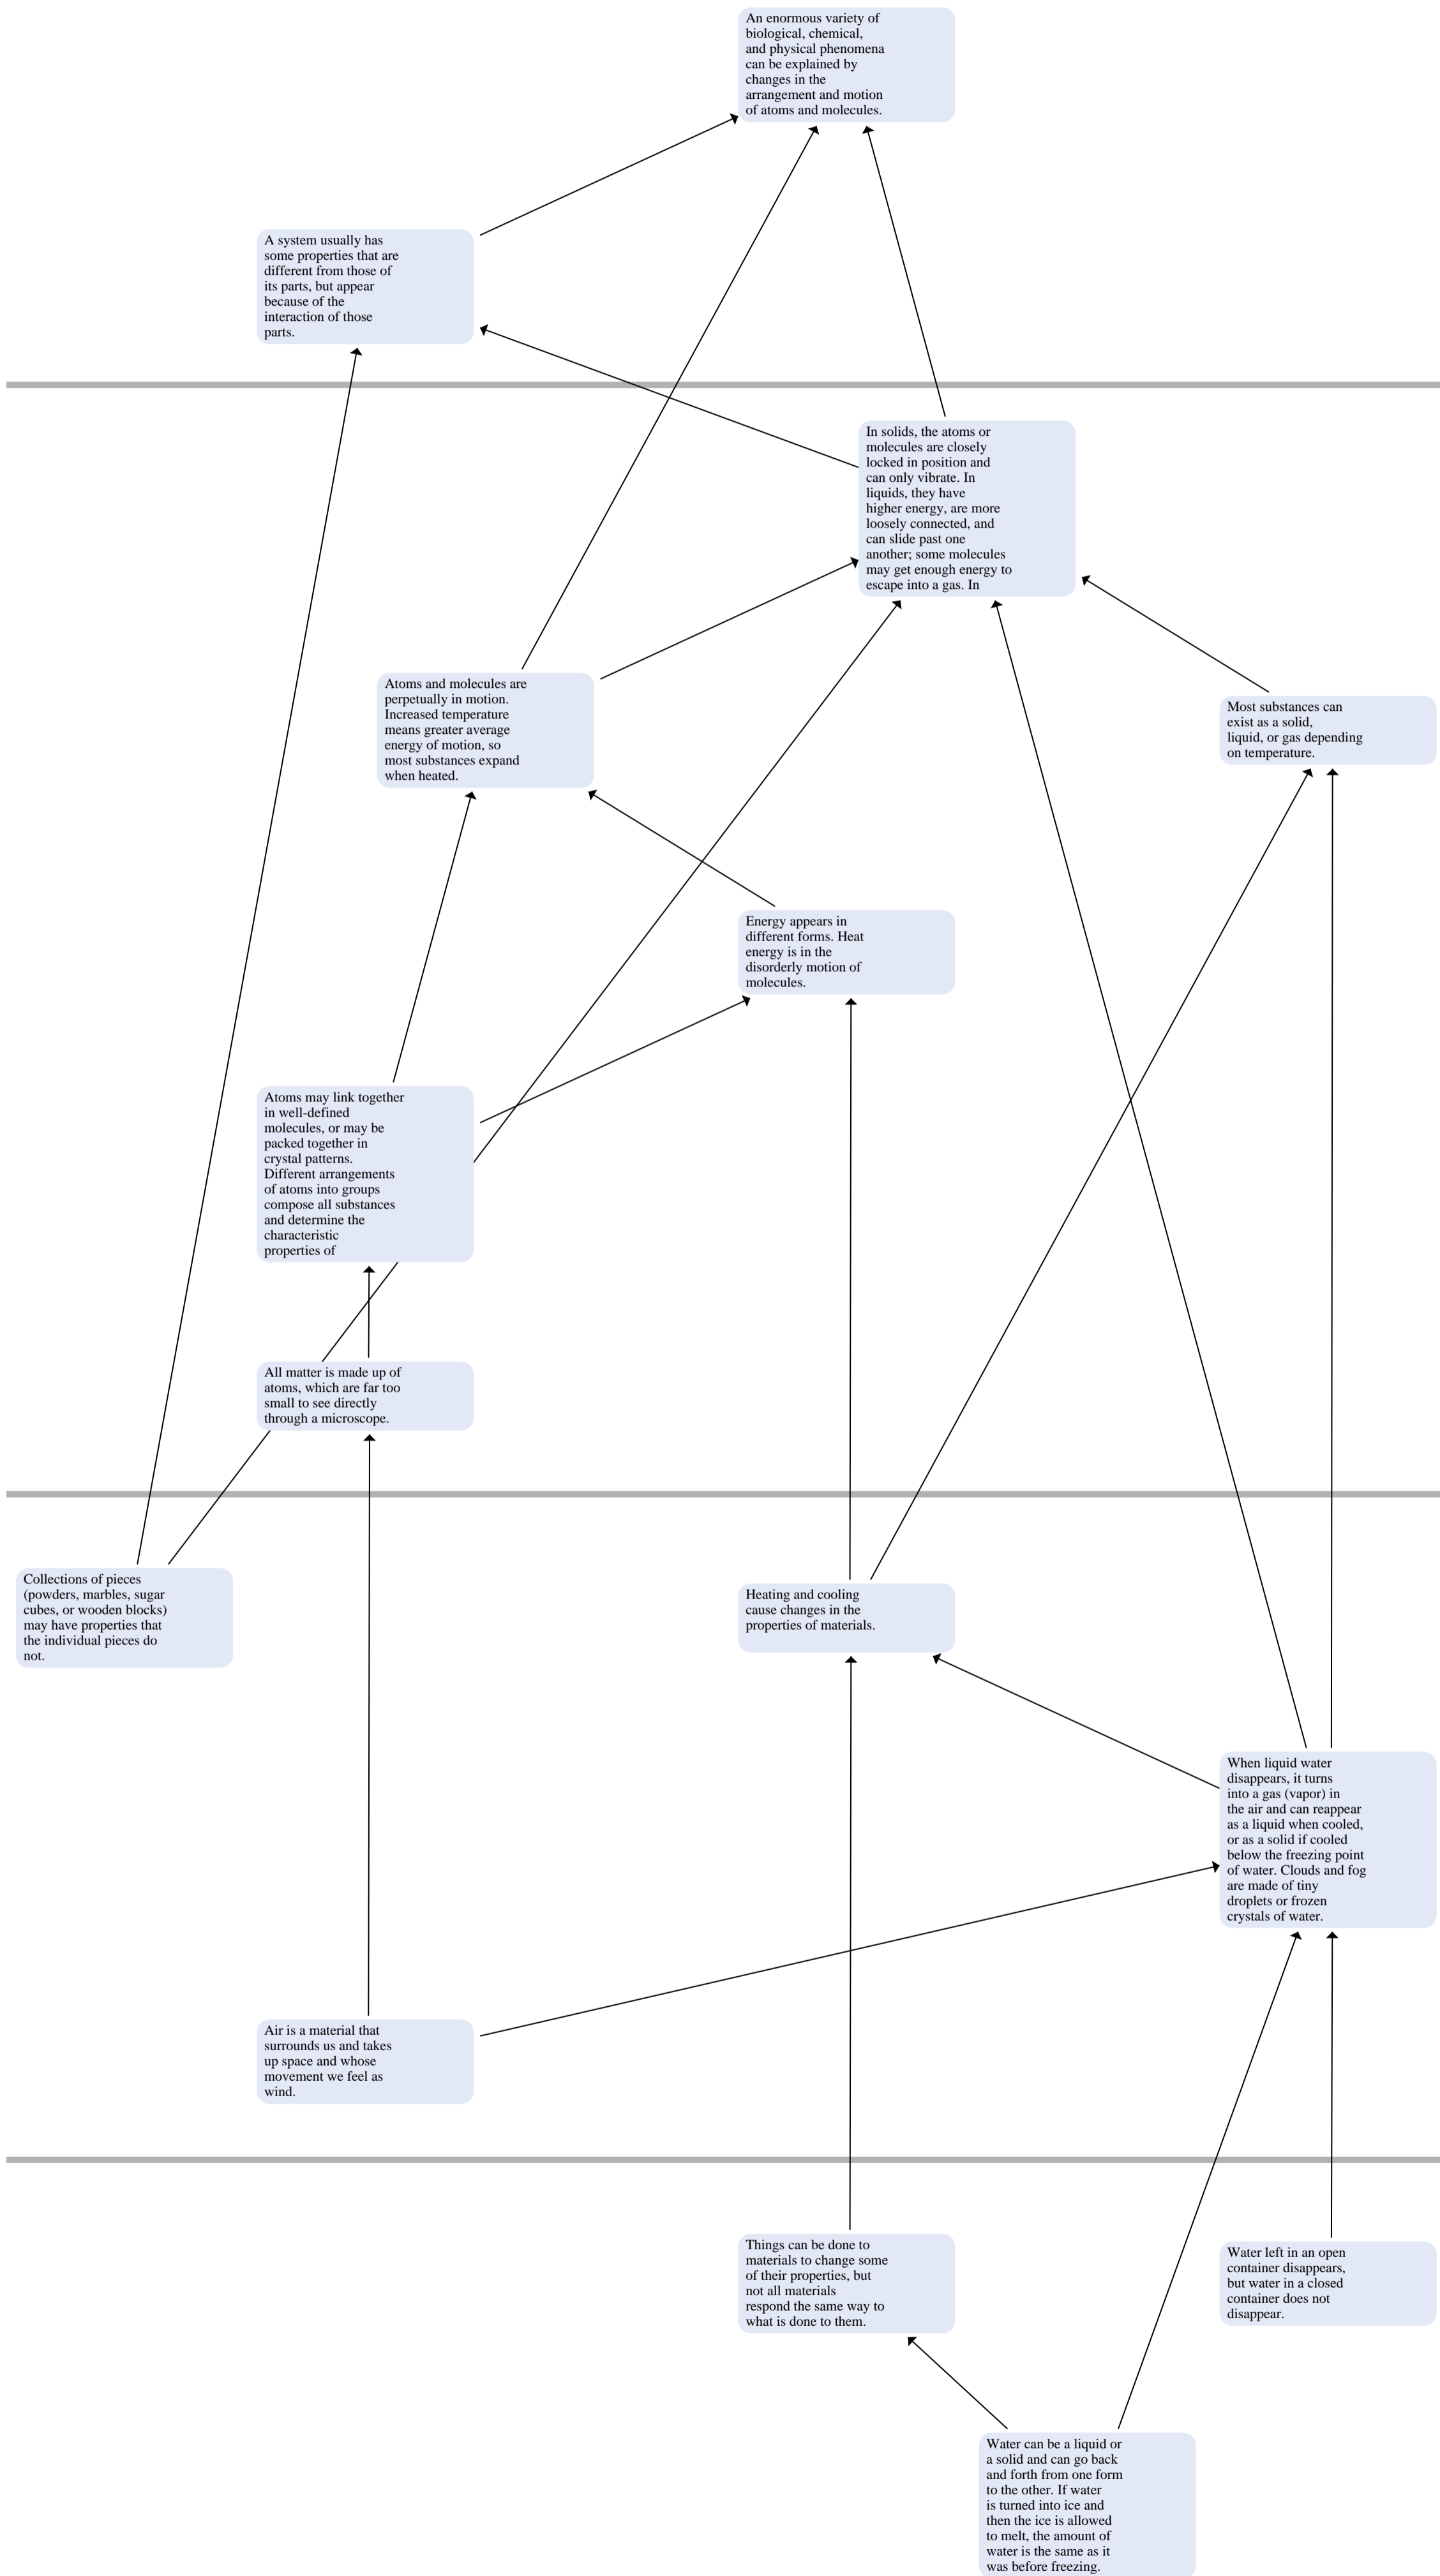 An enormous variety of
biological, chemical,
and physical phenomena
can be explained by
changes in the
arrangement and motion
of atoms and molecules.
A system usually has
some properties that are
different from those of
its parts, but appear
because of the
interaction of those
parts.
In solids, the atoms or
molecules are closely
locked in position and
can only vibrate. In
liquids, they have
higher energy, are more
loosely connected, and
can slide past one
another; some molecules
may get enough energy to
escape into a gas. In
Atoms and molecules are
perpetually in motion.
Increased temperature
means greater average
energy of motion, so
most substances expand
when heated.
Most substances can
exist as a solid,
liquid, or gas depending
on temperature.
Energy appears in
different forms. Heat
energy is in the
disorderly motion of
molecules.
Atoms may link together
in well-defined
molecules, or may be
packed together in
crystal patterns.
Different arrangements
of atoms into groups
compose all substances
and determine the
characteristic
properties of
All matter is made up of
atoms, which are far too
small to see directly
through a microscope.
Collections of pieces
(powders, marbles, sugar
cubes, or wooden blocks)
may have properties that
the individual pieces do
not.
Heating and cooling
cause changes in the
properties of materials.
When liquid water
disappears, it turns
into a gas (vapor) in
the air and can reappear
as a liquid when cooled,
or as a solid if cooled
below the freezing point
of water. Clouds and fog
are made of tiny
droplets or frozen
crystals of water.
Air is a material that
surrounds us and takes
up space and whose
movement we feel as
wind.
Things can be done to
materials to change some
of their properties, but
not all materials
respond the same way to
what is done to them.
Water left in an open
container disappears,
but water in a closed
container does not
disappear.
Water can be a liquid or
a solid and can go back
and forth from one form
to the other. If water
is turned into ice and
then the ice is allowed
to melt, the amount of
water is the same as it
was before freezing.